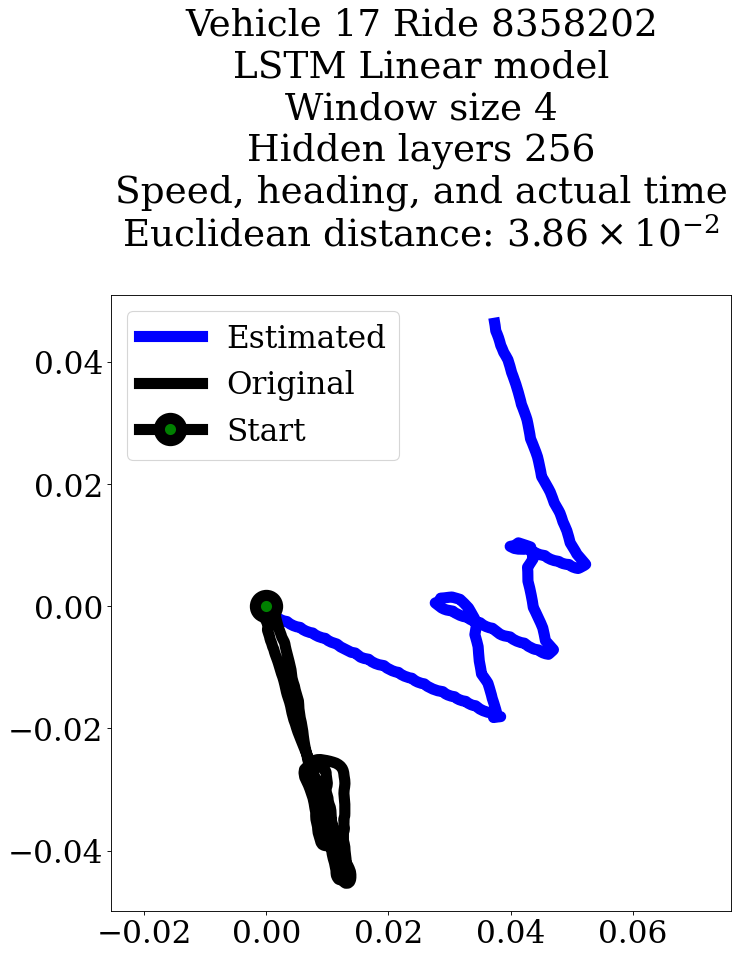 Vehicle 17 Ride 8358202
LSTM Linear model
Window size 4
Hidden layers 256
Speed, heading, and actual time
Euclidean distance: 3.86 × 10⁻²
Estimated
Original
Start
0.04
0.02
0.00
−0.02
−0.04
−0.02
0.00
0.02
0.04
0.06